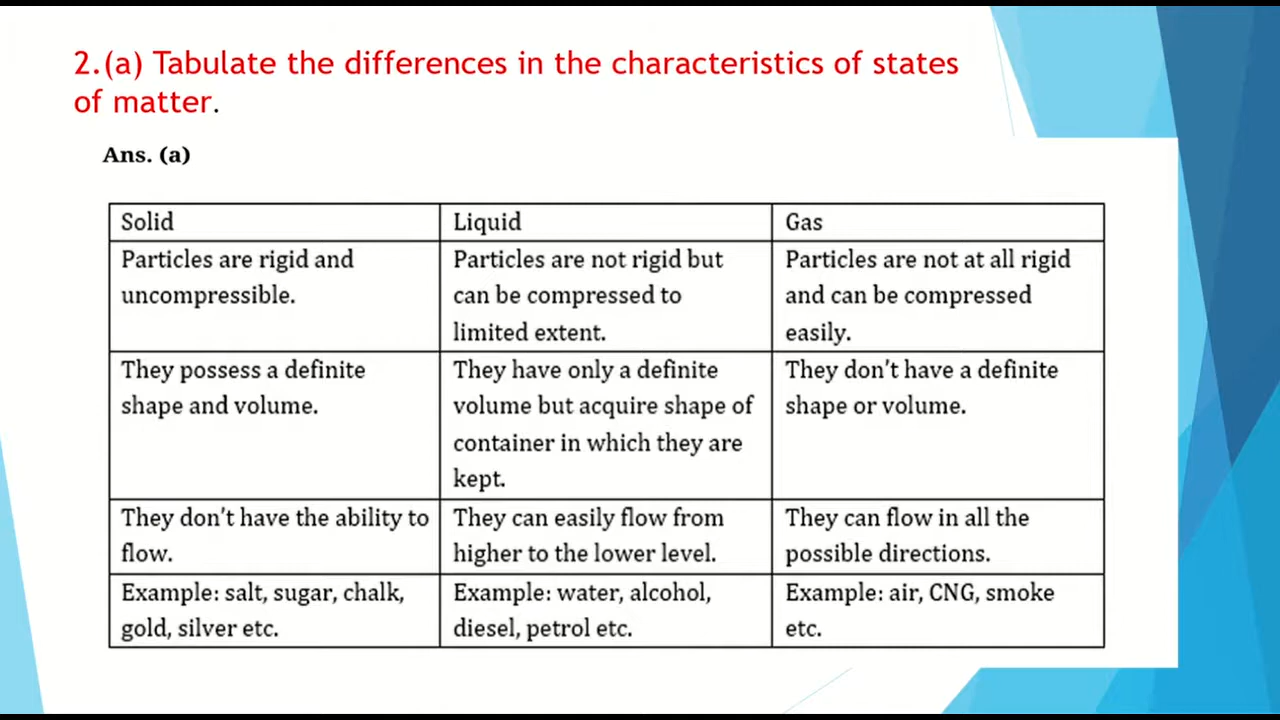 2.(a) Tabulate the differences in the characteristics of states
of matter.
Ans. (a)
Solid
Liquid
Gas
Particles are rigid and
uncompressible.
Particles are not rigid but
can be compressed to
limited extent.
Particles are not at all rigid
and can be compressed
easily.
They possess a definite
shape and volume.
They have only a definite
volume but acquire shape of
container in which they are
kept.
They don't have a definite
shape or volume.
They don't have the ability to
flow.
They can easily flow from
higher to the lower level.
They can flow in all the
possible directions.
Example: salt, sugar, chalk,
gold, silver etc.
Example: water, alcohol,
diesel, petrol etc.
Example: air, CNG, smoke
etc.